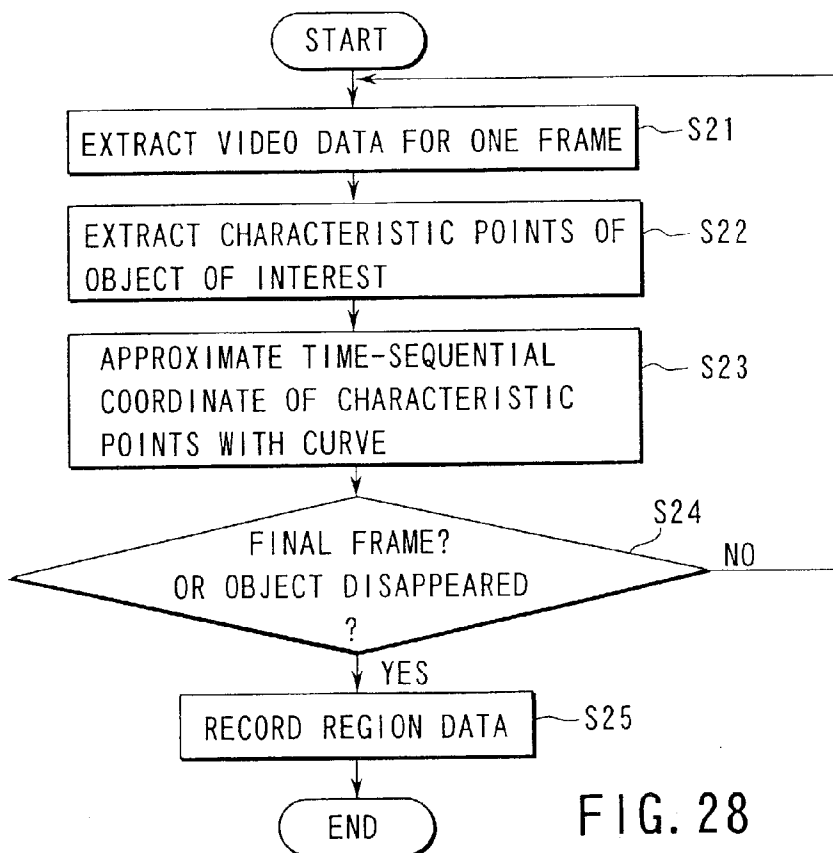 START
EXTRACT VIDEO DATA FOR ONE FRAME
S21
EXTRACT CHARACTERISTIC POINTS OF
OBJECT OF INTEREST
S22
APPROXIMATE TIME-SEQUENTIAL
COORDINATE OF CHARACTERISTIC
POINTS WITH CURVE
S23
FINAL FRAME?
OR OBJECT DISAPPEARED
?
S24
NO
YES
RECORD REGION DATA
S25
END
FIG. 28